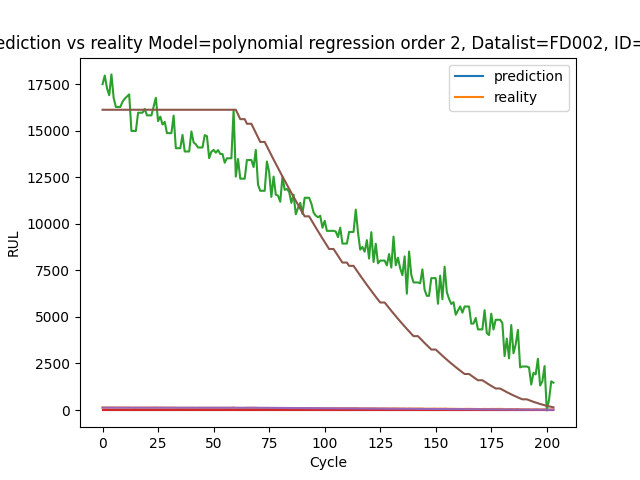 ediction vs reality Model=polynomial regression order 2, Datalist=FD002, ID=
prediction
reality
RUL
17500
15000
12500
10000
7500
5000
2500
0
0 25 50 75 100 125 150 175 200
Cycle